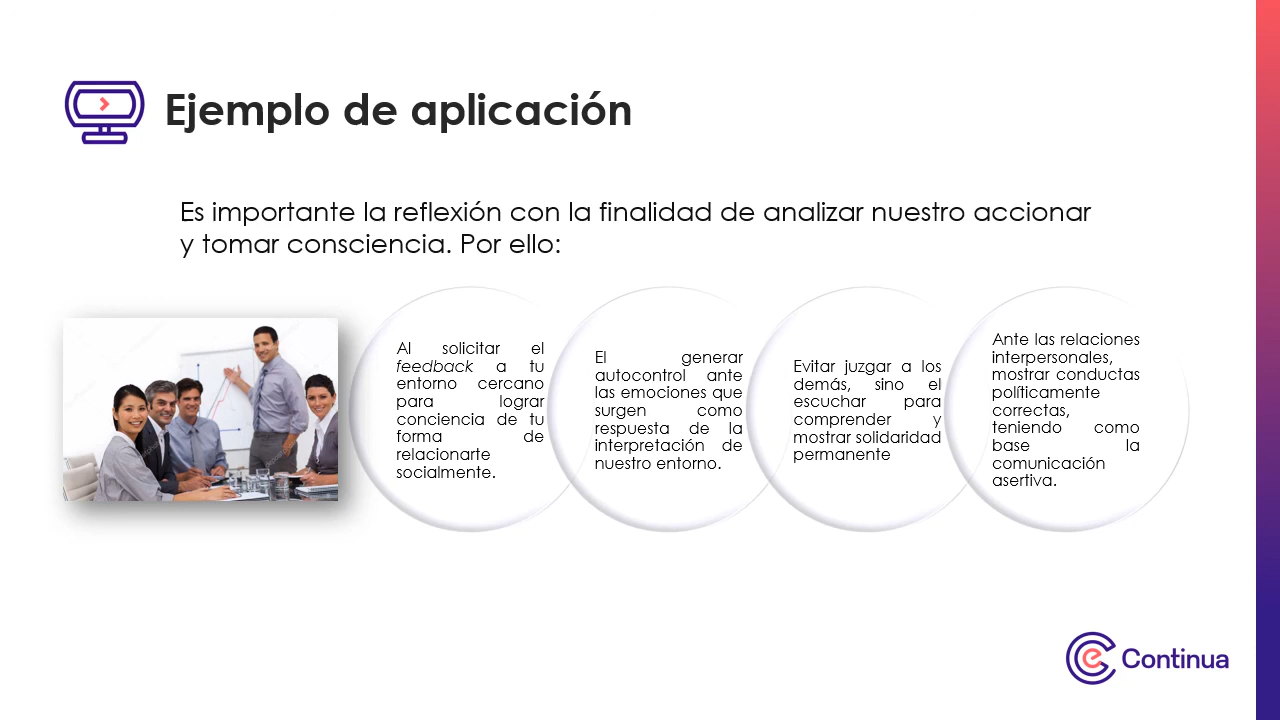 Ejemplo de aplicación
Es importante la reflexión con la finalidad de analizar nuestro accionar
y tomar consciencia. Por ello:
Al solicitar el
feedback a tu
entorno cercano
para lograr
conciencia de tu
forma de
relacionarte
socialmente.
El generar
autocontrol ante
las emociones que
surgen como
respuesta de la
interpretación de
nuestro entorno.
Evitar juzgar a los
demás, sino el
escuchar para
comprender y
mostrar solidaridad
permanente
Ante las relaciones
interpersonales,
mostrar conductas
políticamente
correctas,
teniendo como
base la
comunicación
asertiva.
Continua